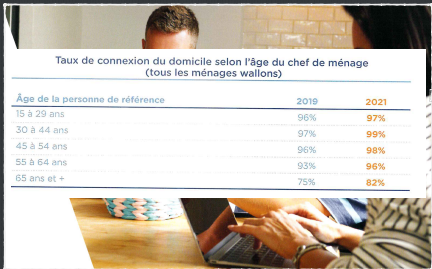 Taux de connexion du domicile selon l'âge du chef de ménage
(tous les ménages wallons)
Âge de la personne de référence 2019 2021
15 à 29 ans 96% 97%
30 à 44 ans 97% 99%
45 à 54 ans 96% 98%
55 à 64 ans 93% 96%
65 ans et + 75% 82%